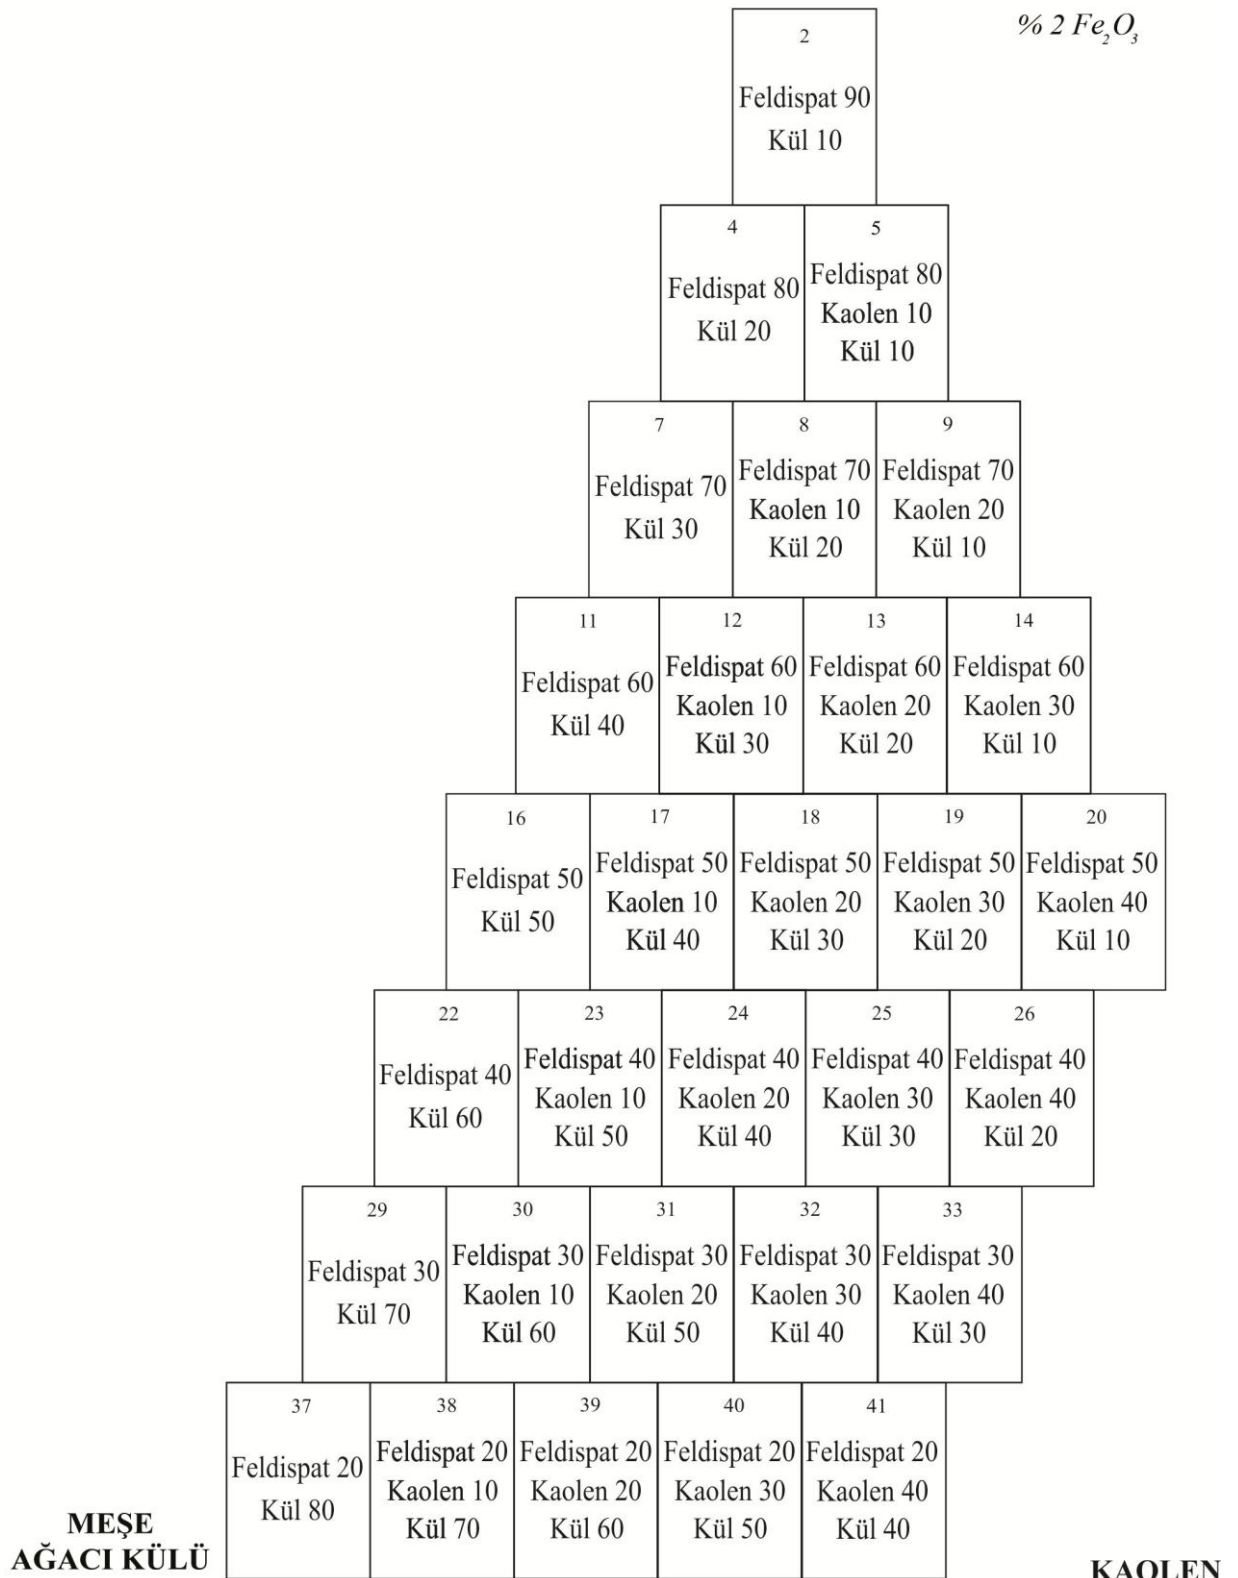 % 2 Fe₂O₃
2
Feldispat 90
Kül 10
4
Feldispat 80
Kül 20
5
Feldispat 80
Kaolen 10
Kül 10
7
Feldispat 70
Kül 30
8
Feldispat 70
Kaolen 10
Kül 20
9
Feldispat 70
Kaolen 20
Kül 10
11
Feldispat 60
Kül 40
12
Feldispat 60
Kaolen 10
Kül 30
13
Feldispat 60
Kaolen 20
Kül 20
14
Feldispat 60
Kaolen 30
Kül 10
16
Feldispat 50
Kül 50
17
Feldispat 50
Kaolen 10
Kül 40
18
Feldispat 50
Kaolen 20
Kül 30
19
Feldispat 50
Kaolen 30
Kül 20
20
Feldispat 50
Kaolen 40
Kül 10
22
Feldispat 40
Kül 60
23
Feldispat 40
Kaolen 10
Kül 50
24
Feldispat 40
Kaolen 20
Kül 40
25
Feldispat 40
Kaolen 30
Kül 30
26
Feldispat 40
Kaolen 40
Kül 20
29
Feldispat 30
Kül 70
30
Feldispat 30
Kaolen 10
Kül 60
31
Feldispat 30
Kaolen 20
Kül 50
32
Feldispat 30
Kaolen 30
Kül 40
33
Feldispat 30
Kaolen 40
Kül 30
37
Feldispat 20
Kül 80
38
Feldispat 20
Kaolen 10
Kül 70
39
Feldispat 20
Kaolen 20
Kül 60
40
Feldispat 20
Kaolen 30
Kül 50
41
Feldispat 20
Kaolen 40
Kül 40
MEŞE
AĞACI KÜLÜ
KAOLEN